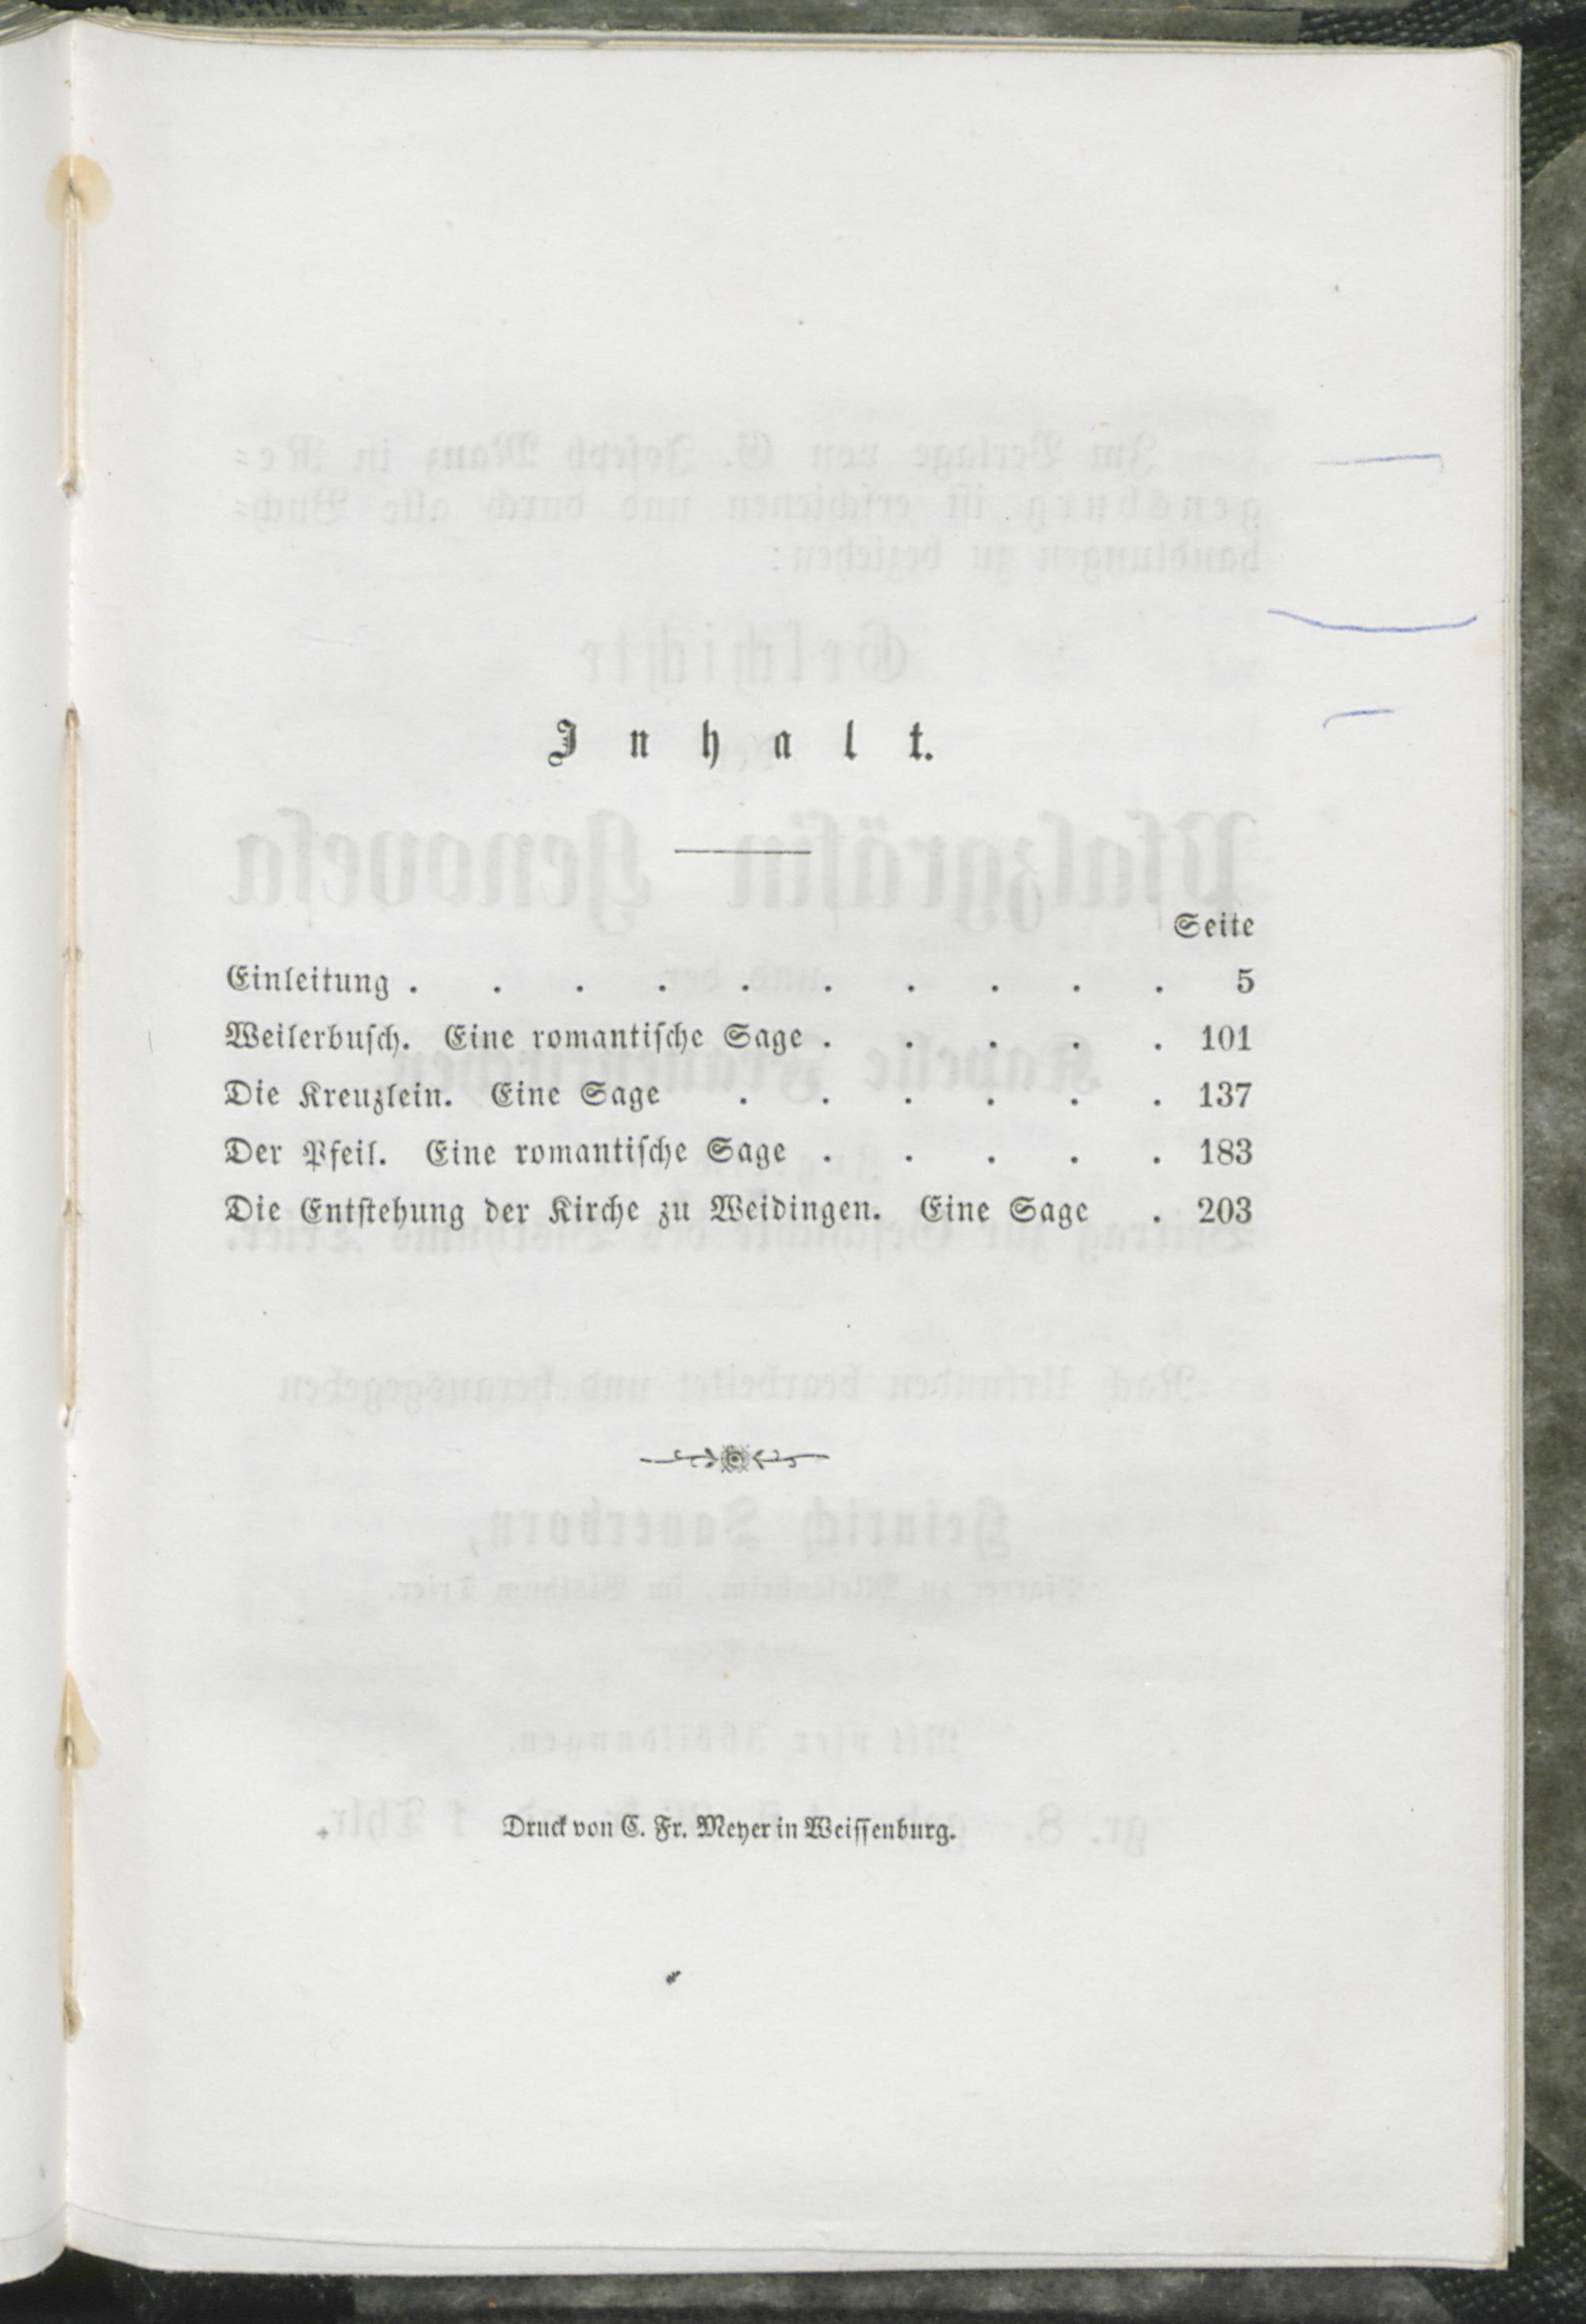 Inhalt.
Seite
Einleitung . . . . . . . . . . 5
Weilerbusch. Eine romantische Sage . . . . . 101
Die Kreuzlein. Eine Sage . . . . . . 137
Der Pfeil. Eine romantische Sage . . . . . 183
Die Entstehung der Kirche zu Weidingen. Eine Sage . 203
Druck von C. Fr. Meyer in Weissenburg.